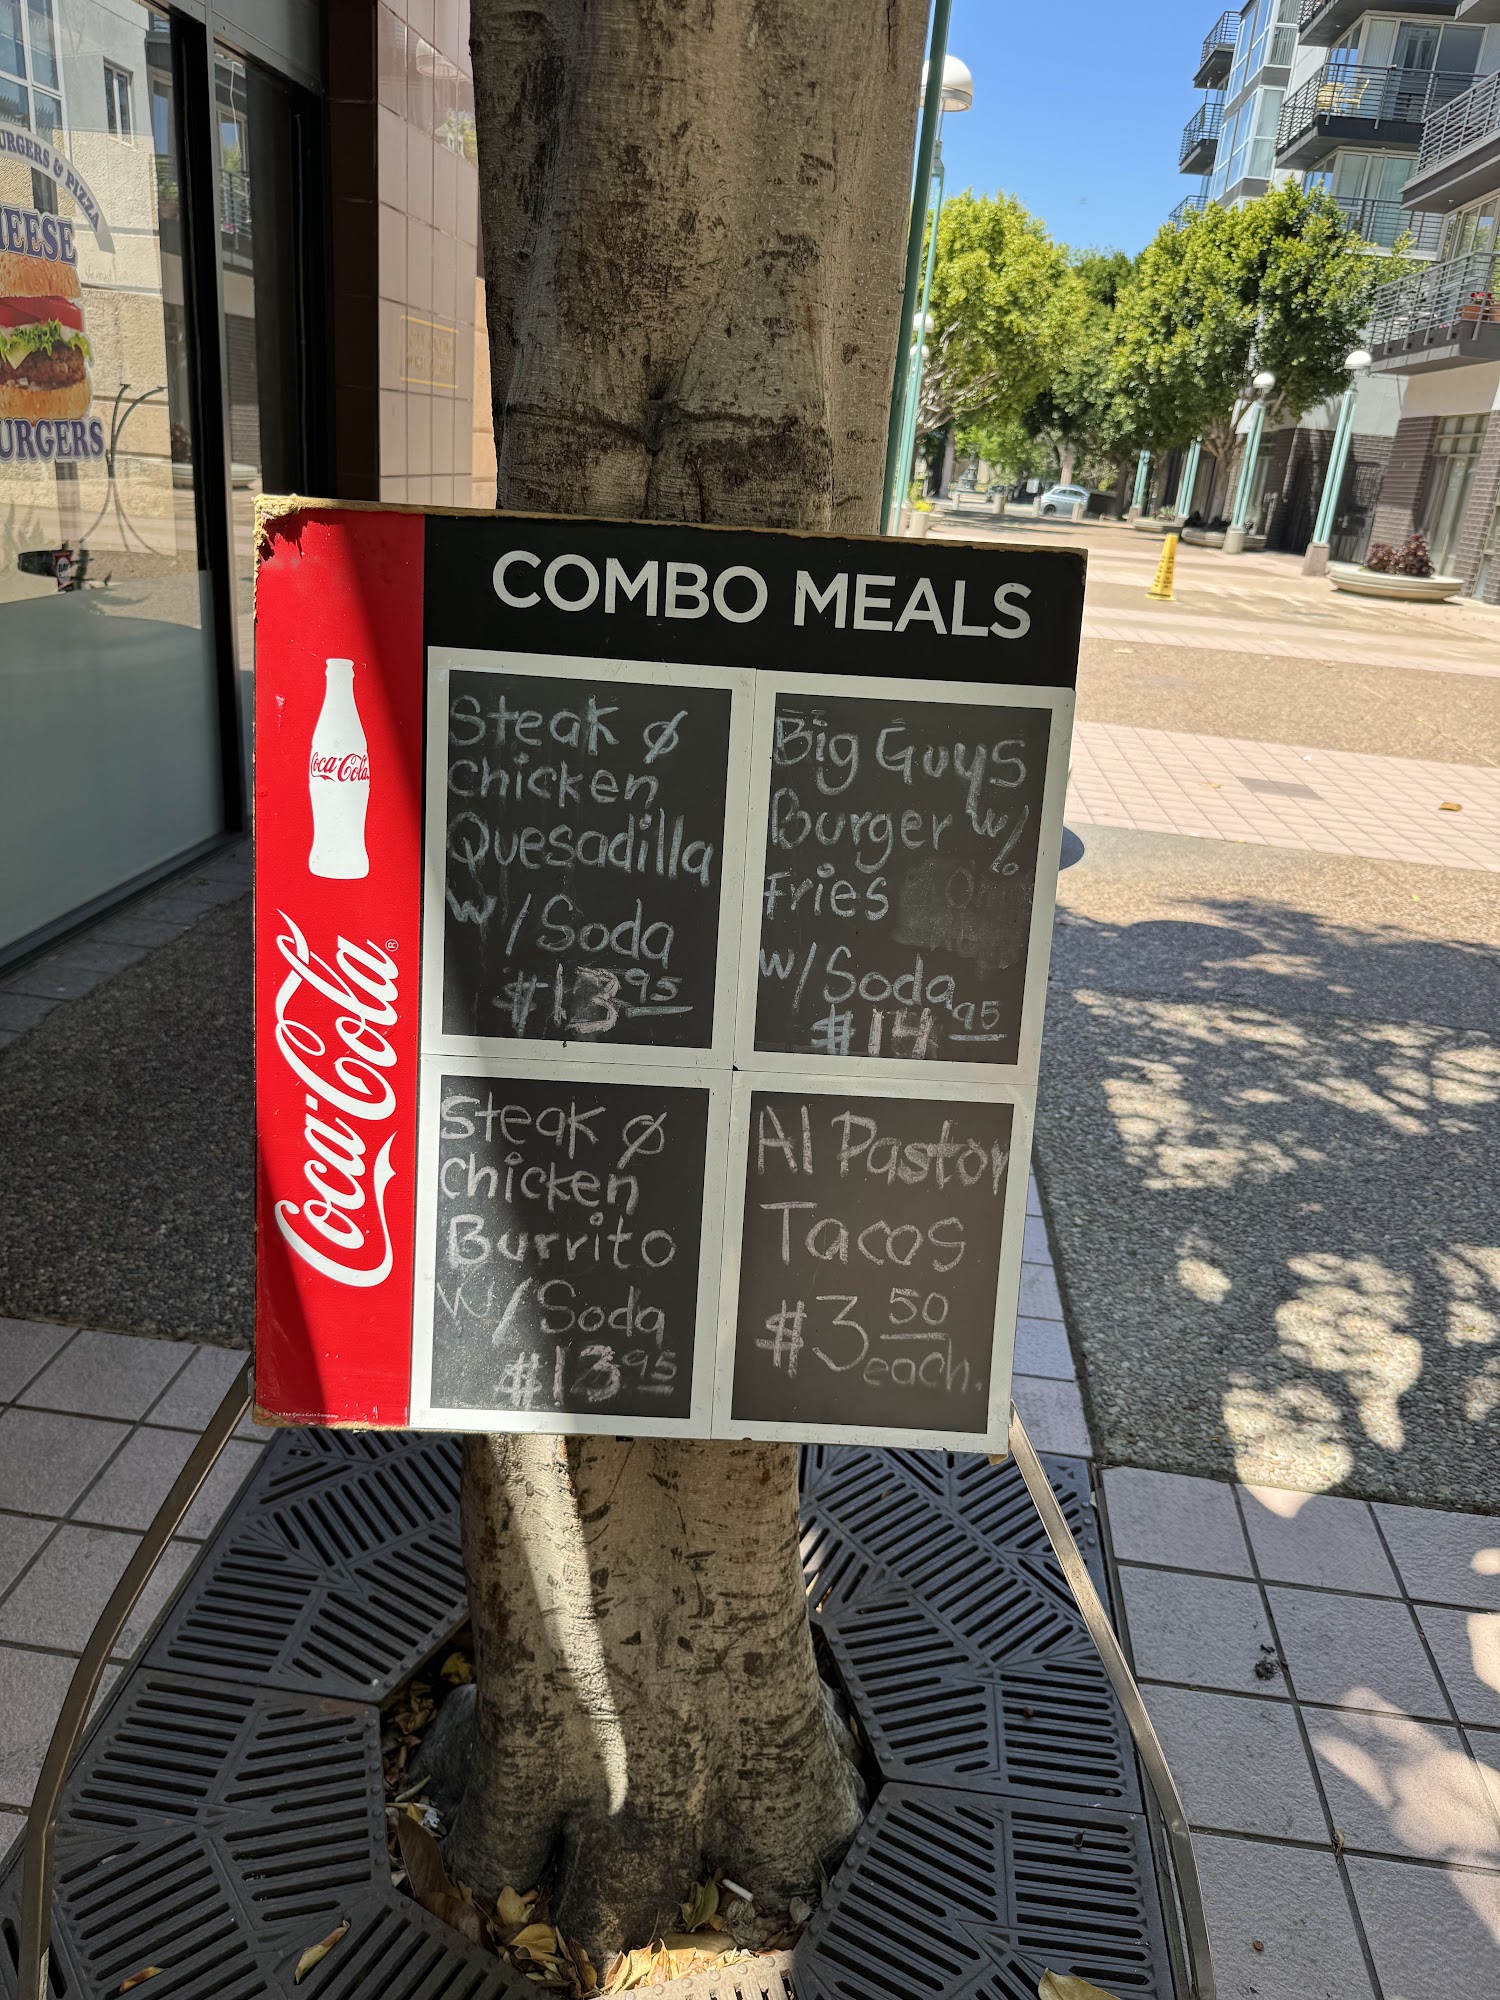 URGERS & PIZZA
EESE
URGERS
COMBO MEALS
Coca-Cola
Coca-Cola ®
Steak Ø
Chicken
Quesadilla
W/Soda
$13.95
Big Guys
Burger w/
Fries
w/Soda
$14.95
Steak Ø
Chicken
Burrito
W/Soda
$13.95
Al Pastor
Tacos
$3.50
each.